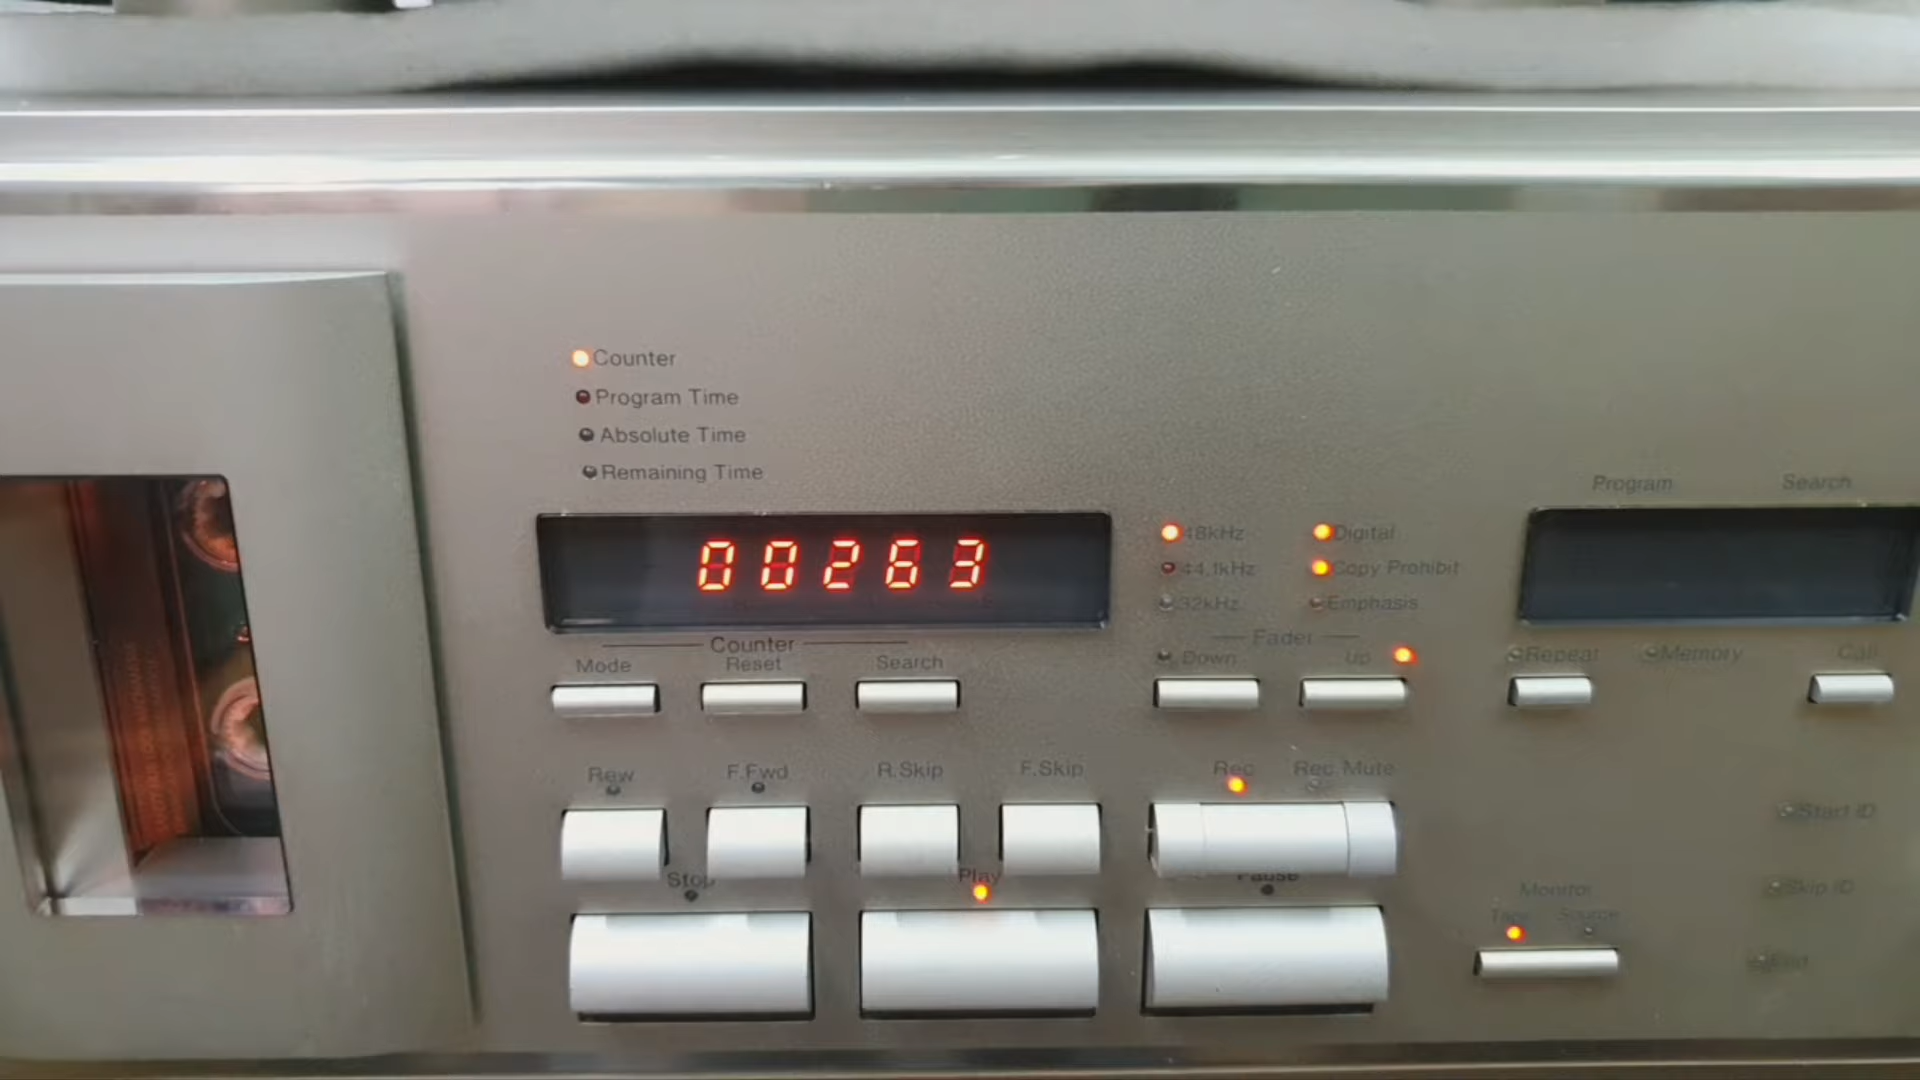 Counter
Program Time
Absolute Time
Remaining Time
Program Search
00263
48kHz Digital
44.1kHz Copy Prohibit
32kHz Emphasis
Counter
Fader
Mode Reset Search
Down Up
Repeat Memory Call
Rew F.Fwd R.Skip F.Skip Rec Rec Mute
Start ID
Stop Play Pause
Skip ID
Monitor
Tape Source
End